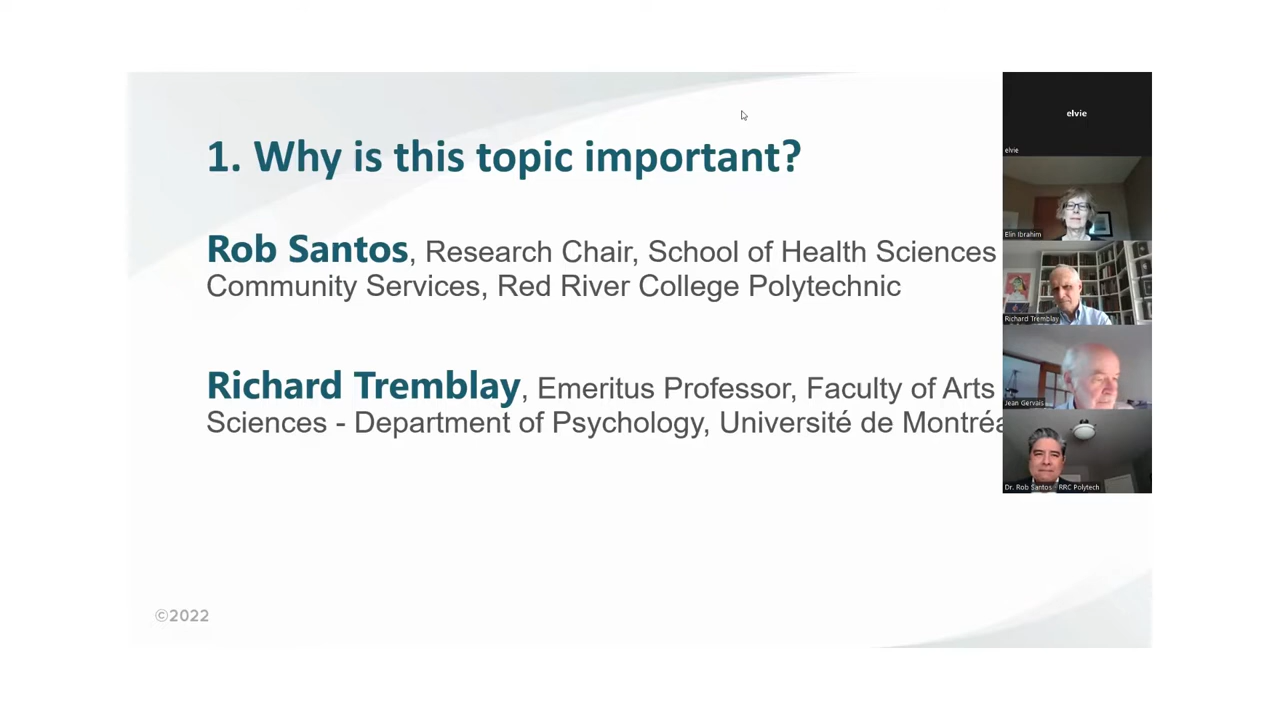 1. Why is this topic important?
Rob Santos, Research Chair, School of Health Sciences
Community Services, Red River College Polytechnic
Richard Tremblay, Emeritus Professor, Faculty of Arts
Sciences - Department of Psychology, Université de Montréa
©2022
elvie
elvie
Elin Ibrahim
Richard Tremblay
Jean Gervais
Dr. Rob Santos - RRC Polytech